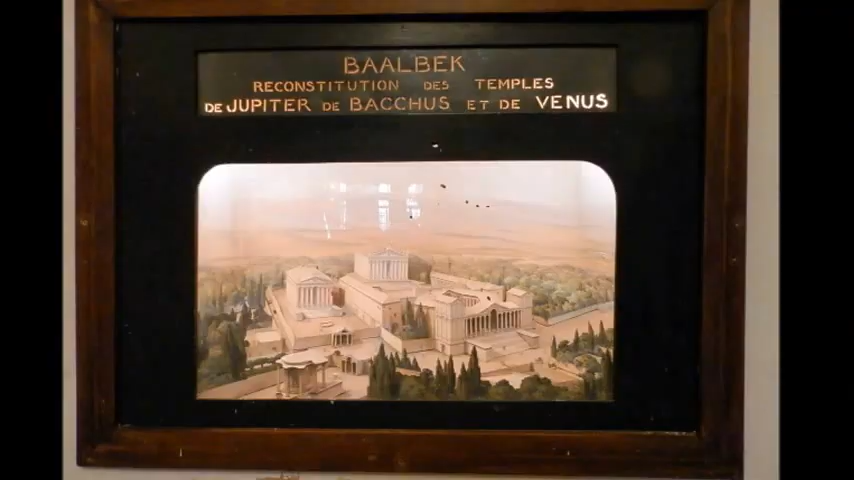 BAALBEK
RECONSTITUTION DES TEMPLES
DE JUPITER DE BACCHUS ET DE VENUS